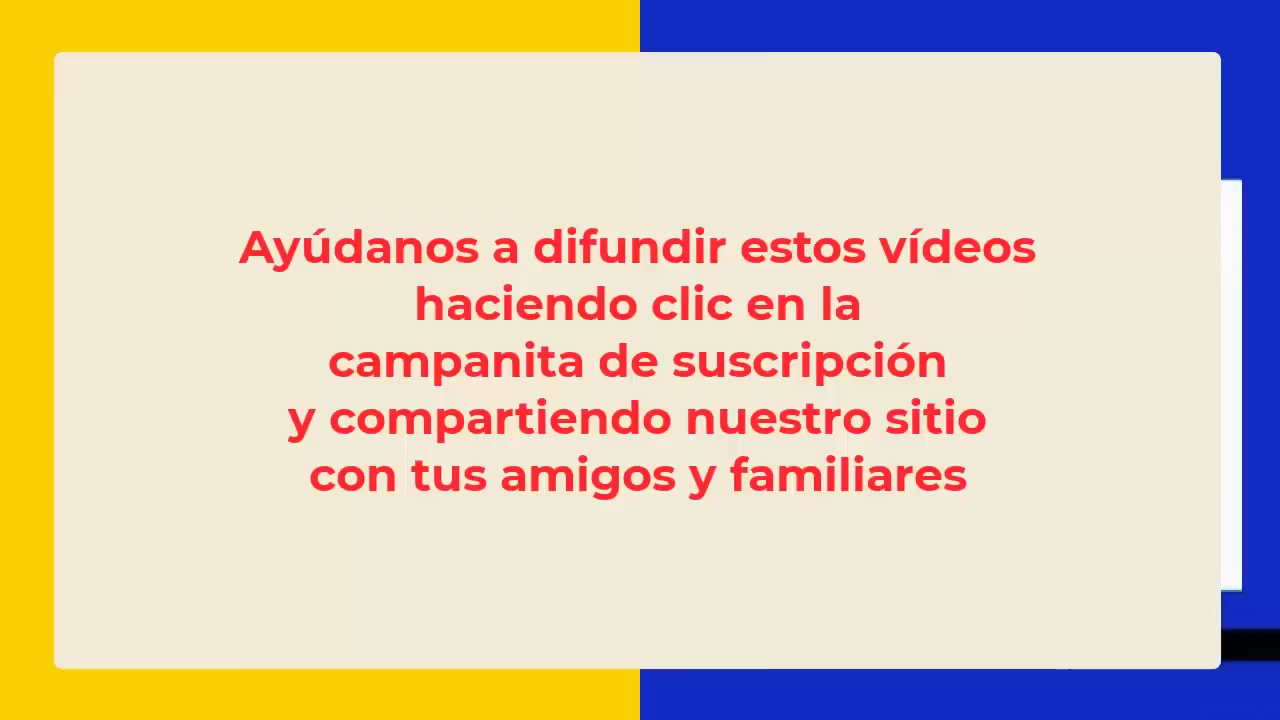 Ayúdanos a difundir estos vídeos
haciendo clic en la
campanita de suscripción
y compartiendo nuestro sitio
con tus amigos y familiares